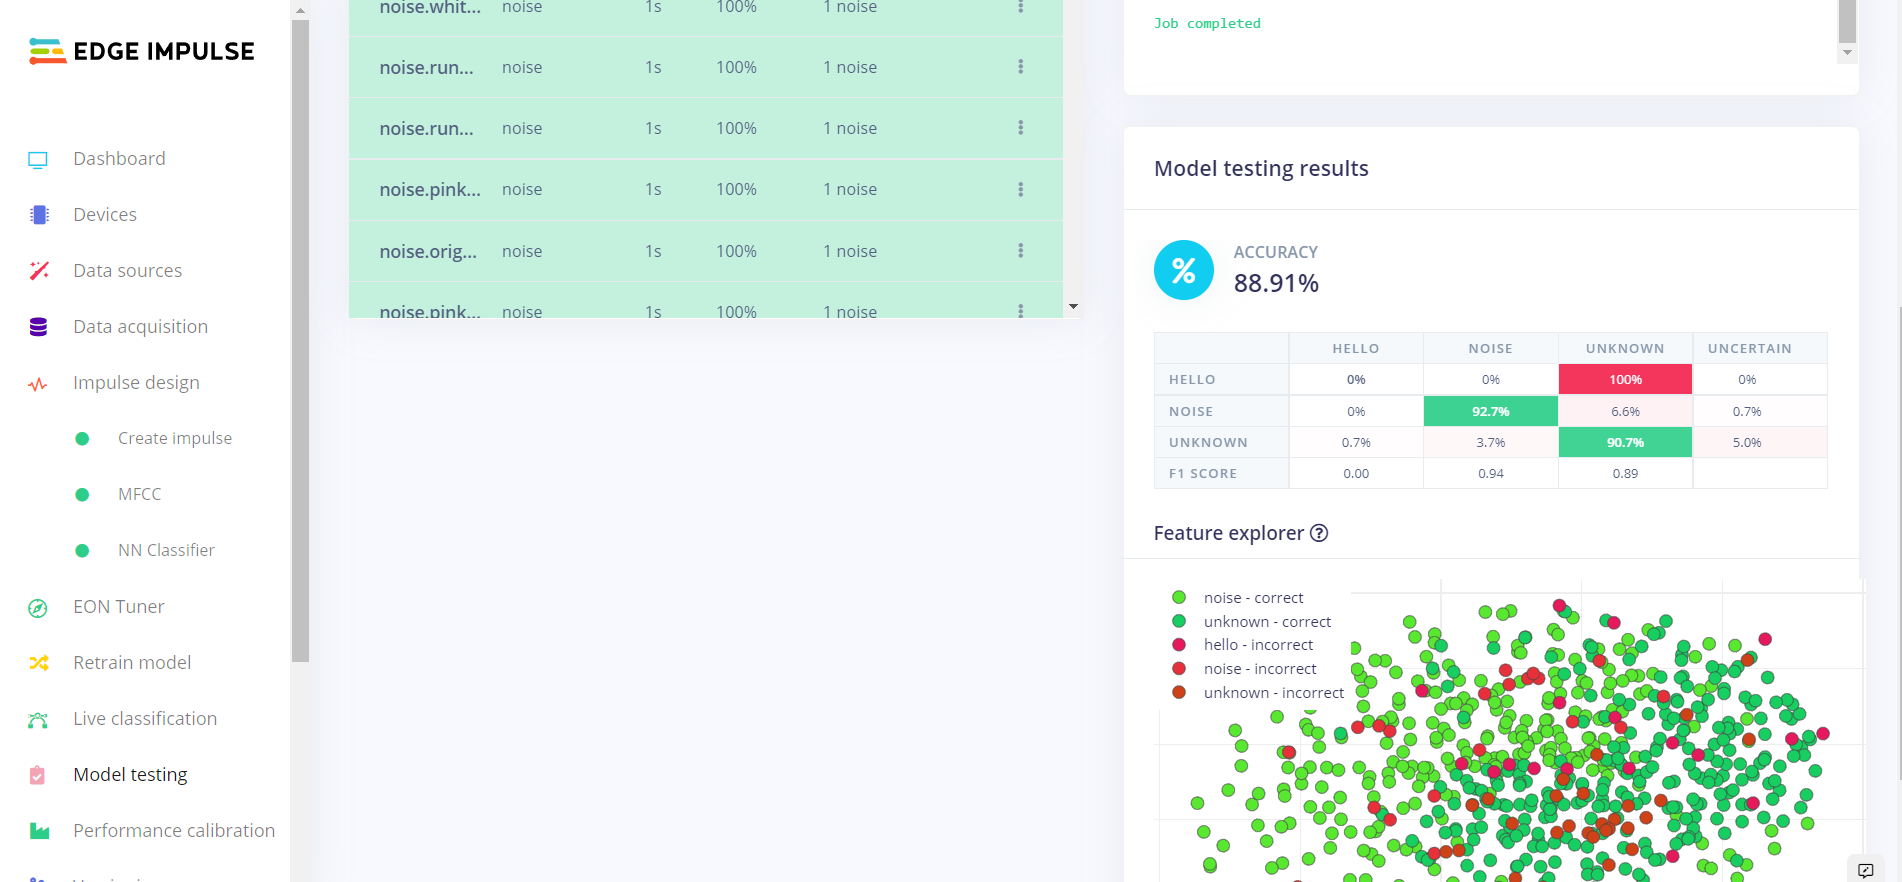 EDGE IMPULSE
Dashboard
Devices
Data sources
Data acquisition
Impulse design
Create impulse
MFCC
NN Classifier
EON Tuner
Retrain model
Live classification
Model testing
Performance calibration
noise.whit... noise 1s 100% 1 noise
noise.run... noise 1s 100% 1 noise
noise.run... noise 1s 100% 1 noise
noise.pink... noise 1s 100% 1 noise
noise.orig... noise 1s 100% 1 noise
noise.pink... noise 1s 100% 1 noise
Job completed
Model testing results
%
ACCURACY
88.91%
HELLO NOISE UNKNOWN UNCERTAIN
HELLO 0% 0% 100% 0%
NOISE 0% 92.7% 6.6% 0.7%
UNKNOWN 0.7% 3.7% 90.7% 5.0%
F1 SCORE 0.00 0.94 0.89
Feature explorer ?
noise - correct
unknown - correct
hello - incorrect
noise - incorrect
unknown - incorrect